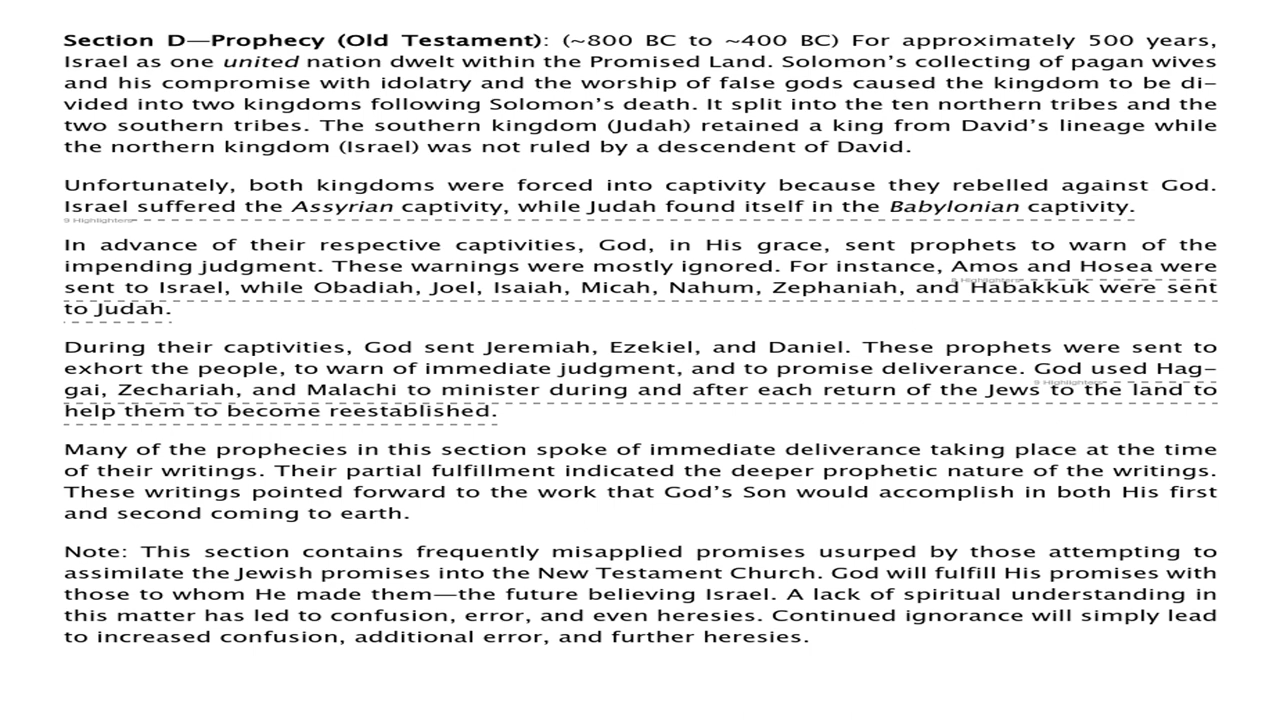 Section D—Prophecy (Old Testament): (~800 BC to ~400 BC) For approximately 500 years,
Israel as one united nation dwelt within the Promised Land. Solomon's collecting of pagan wives
and his compromise with idolatry and the worship of false gods caused the kingdom to be di-
vided into two kingdoms following Solomon's death. It split into the ten northern tribes and the
two southern tribes. The southern kingdom (Judah) retained a king from David's lineage while
the northern kingdom (Israel) was not ruled by a descendent of David.
Unfortunately, both kingdoms were forced into captivity because they rebelled against God.
Israel suffered the Assyrian captivity, while Judah found itself in the Babylonian captivity.
9 Highlighters
In advance of their respective captivities, God, in His grace, sent prophets to warn of the
impending judgment. These warnings were mostly ignored. For instance, Amos and Hosea were
sent to Israel, while Obadiah, Joel, Isaiah, Micah, Nahum, Zephaniah, and Habakkuk were sent
to Judah.
During their captivities, God sent Jeremiah, Ezekiel, and Daniel. These prophets were sent to
exhort the people, to warn of immediate judgment, and to promise deliverance. God used Hag-
9 Highlighters
gai, Zechariah, and Malachi to minister during and after each return of the Jews to the land to
help them to become reestablished.
Many of the prophecies in this section spoke of immediate deliverance taking place at the time
of their writings. Their partial fulfillment indicated the deeper prophetic nature of the writings.
These writings pointed forward to the work that God's Son would accomplish in both His first
and second coming to earth.
Note: This section contains frequently misapplied promises usurped by those attempting to
assimilate the Jewish promises into the New Testament Church. God will fulfill His promises with
those to whom He made them—the future believing Israel. A lack of spiritual understanding in
this matter has led to confusion, error, and even heresies. Continued ignorance will simply lead
to increased confusion, additional error, and further heresies.